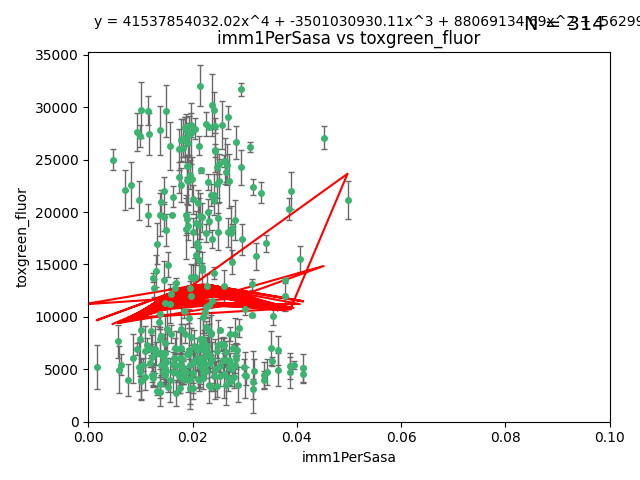 y = 41537854032.02x^4 + -3501030930.11x^3 + 88069134
N = 314
imm1PerSasa vs toxgreen_fluor
35000
30000
25000
20000
15000
10000
5000
0
toxgreen_fluor
0.00 0.02 0.04 0.06 0.08 0.10
imm1PerSasa